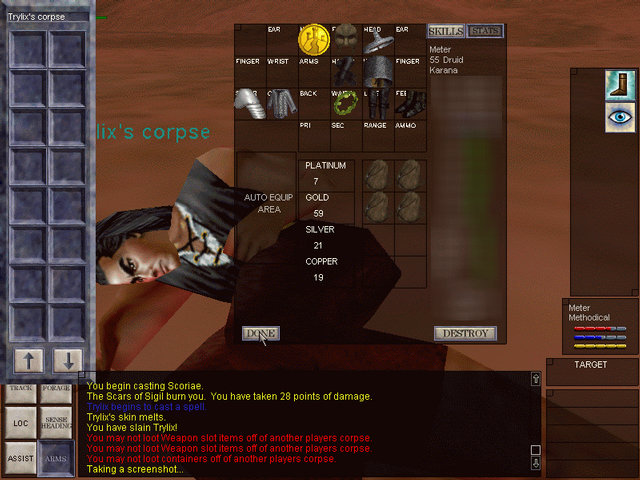 Trylix's corpse
EAR
NECK
HEAD
EAR
SKILLS
STATS
Meter
55 Druid
Karana
FINGER
WRIST
ARMS
FINGER
BACK
FEET
lix's corpse
PRI
SEC
RANGE
AMMO
PLATINUM
7
AUTO EQUIP
AREA
GOLD
59
SILVER
21
COPPER
19
DONE
DESTROY
Meter
Methodical
TARGET
TRACK
FORAGE
LOC
SENSE
HEADING
ASSIST
ARMS
You begin casting Scoriae.
The Scars of Sigil burn you. You have taken 28 points of damage.
Trylix begins to cast a spell.
Trylix's skin melts.
You have slain Trylix!
You may not loot Weapon slot items off of another players corpse.
You may not loot Weapon slot items off of another players corpse.
You may not loot containers off of another players corpse.
Taking a screenshot...